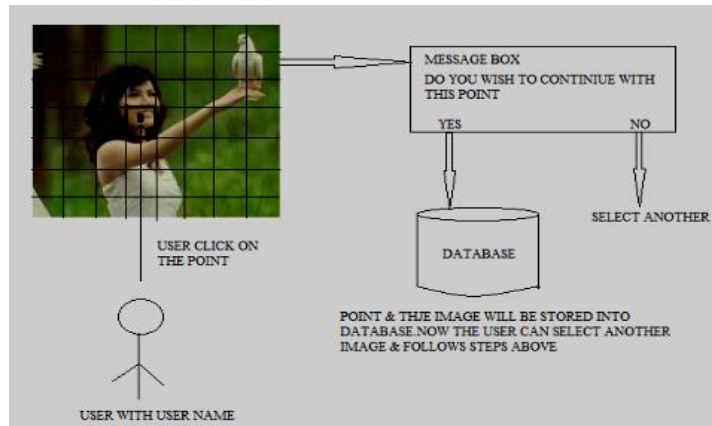 MESSAGE BOX
DO YOU WISH TO CONTINIUE WITH
THIS POINT
YES NO
USER CLICK ON
THE POINT
SELECT ANOTHER
DATABASE
POINT & THJE IMAGE WILL BE STORED INTO
DATABASE.NOW THE USER CAN SELECT ANOTHER
IMAGE & FOLLOWS STEPS ABOVE
USER WITH USER NAME